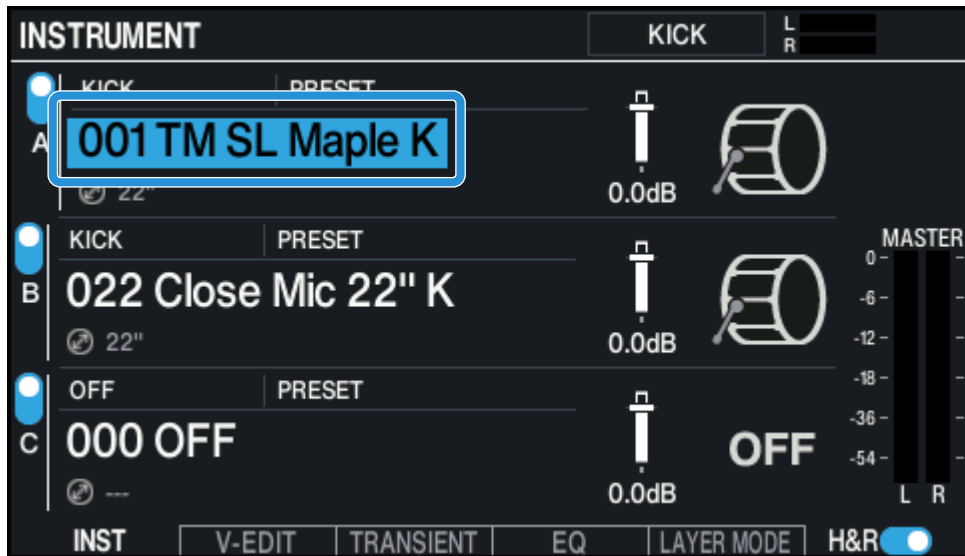 INSTRUMENT KICK L R
KICK PRESET
A 001 TM SL Maple K
22" 0.0dB
KICK PRESET MASTER
B 022 Close Mic 22" K
22" 0.0dB
OFF PRESET
C 000 OFF OFF
--- 0.0dB
0
-6
-12
-18
-36
-54
L R
INST V-EDIT TRANSIENT EQ LAYER MODE H&R